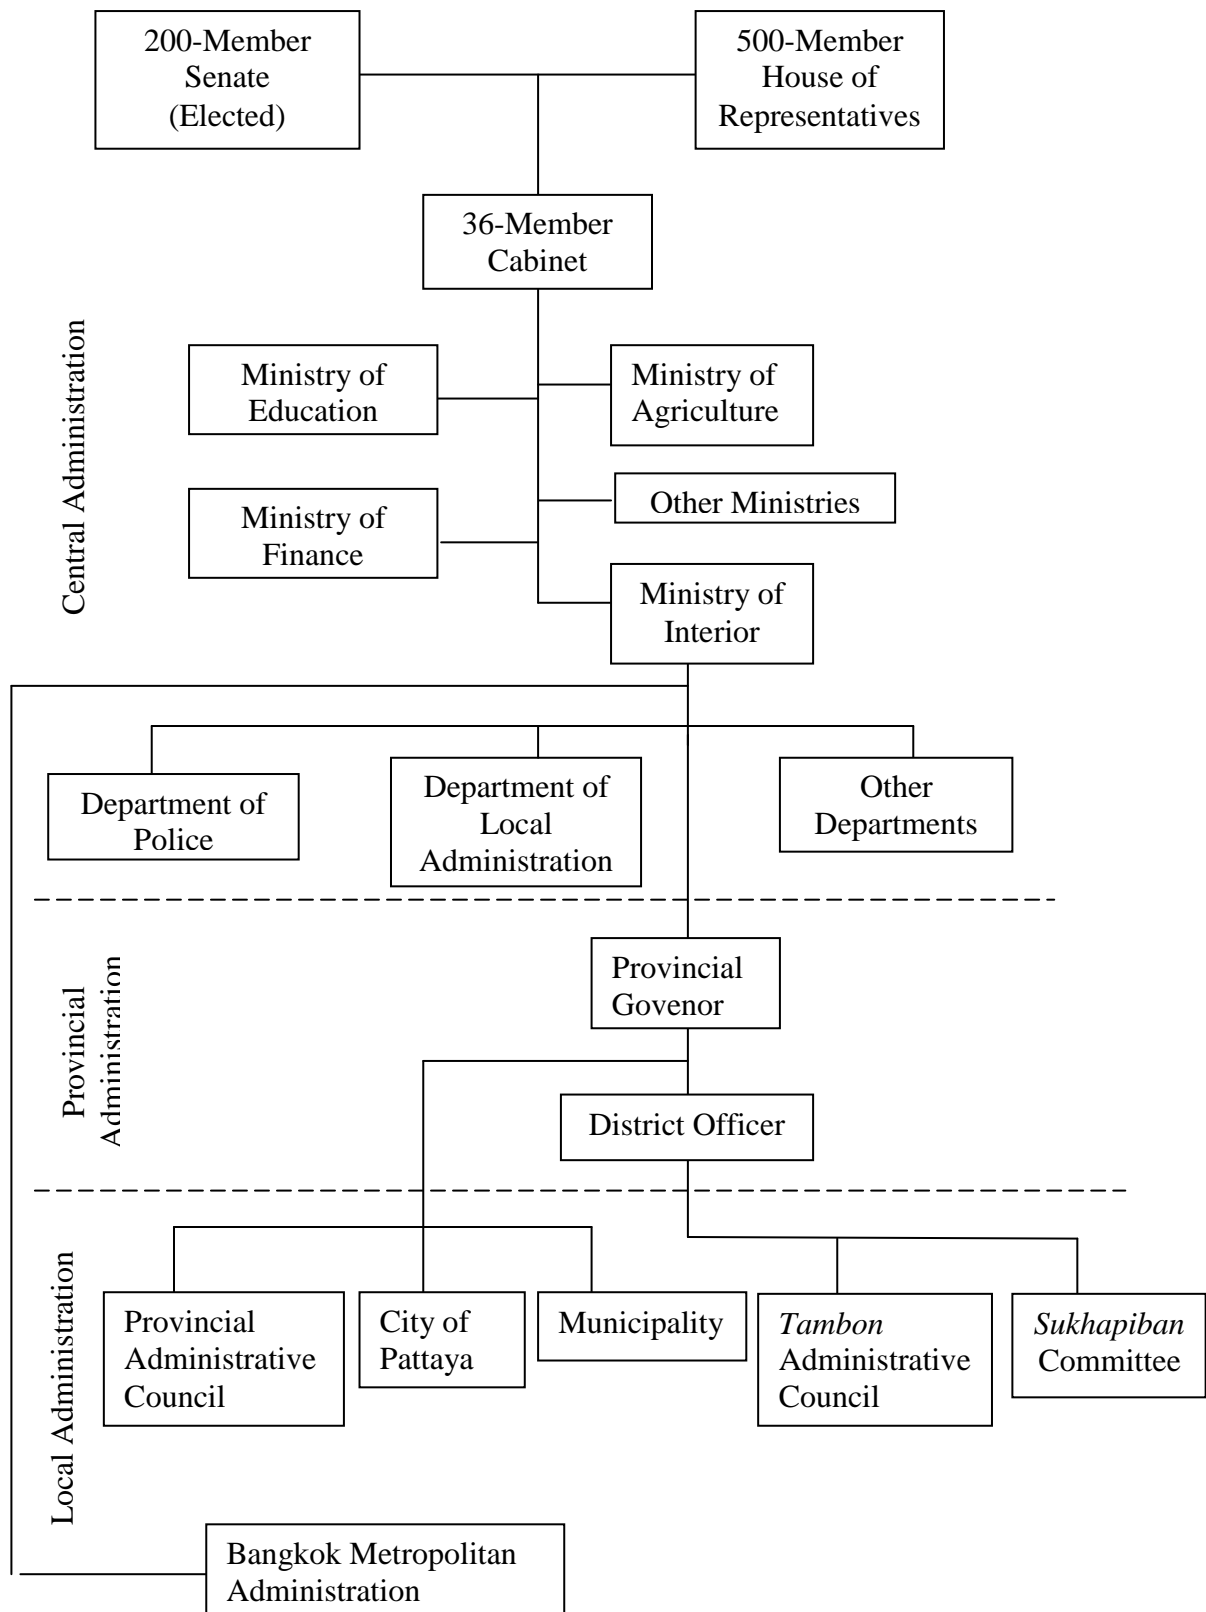 200-Member
Senate
(Elected)
500-Member
House of
Representatives
36-Member
Cabinet
Central Administration
Ministry of
Education
Ministry of
Agriculture
Ministry of
Finance
Other Ministries
Ministry of
Interior
Department of
Police
Department of
Local
Administration
Other
Departments
Provincial
Administration
Provincial
Govenor
District Officer
Local Administration
Provincial
Administrative
Council
City of
Pattaya
Municipality
Tambon
Administrative
Council
Sukhapiban
Committee
Bangkok Metropolitan
Administration